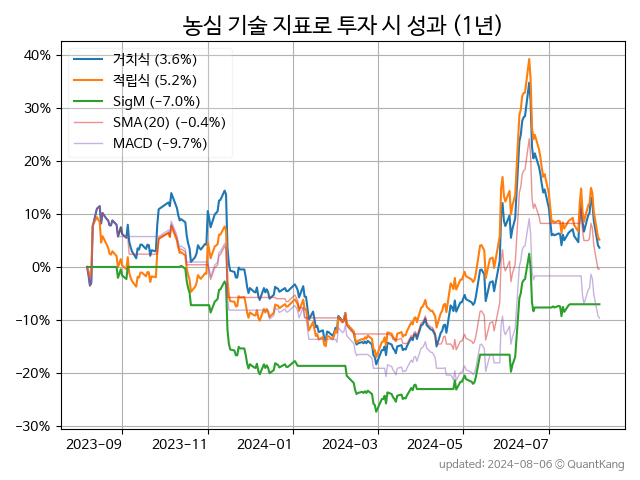 농심 기술 지표로 투자 시 성과 (1년)
40%
30%
20%
10%
0%
−10%
−20%
−30%
거치식 (3.6%)
적립식 (5.2%)
SigM (−7.0%)
SMA(20) (−0.4%)
MACD (−9.7%)
2023-09
2023-11
2024-01
2024-03
2024-05
2024-07
updated: 2024-08-06 © QuantKang